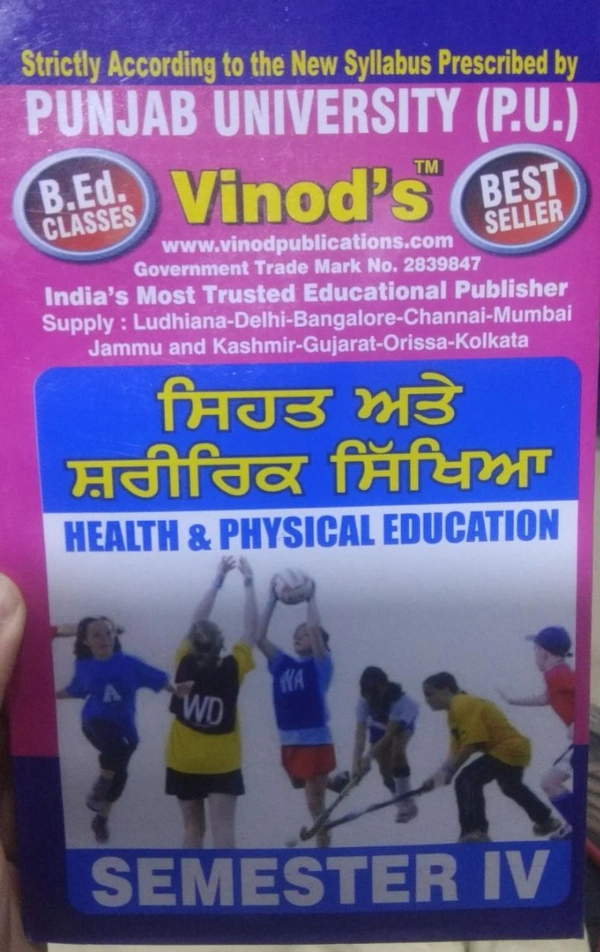 Strictly According to the New Syllabus Prescribed by
PUNJAB UNIVERSITY (P.U.)
B.Ed.
CLASSES
Vinod's™
BEST
SELLER
www.vinodpublications.com
Government Trade Mark No. 2839847
India's Most Trusted Educational Publisher
Supply : Ludhiana-Delhi-Bangalore-Channai-Mumbai
Jammu and Kashmir-Gujarat-Orissa-Kolkata
ਸਿਹਤ ਅਤੇ
ਸ਼ਰੀਰਿਕ ਸਿੱਖਿਆ
HEALTH & PHYSICAL EDUCATION
A
WD
WA
SEMESTER IV